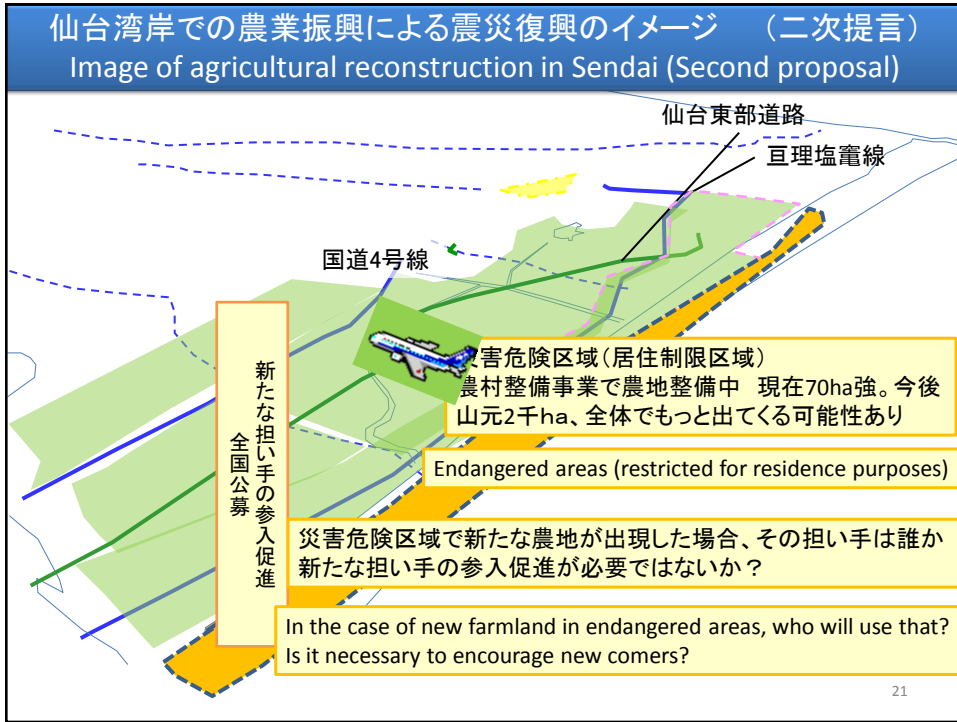 仙台湾岸での農業振興による震災復興のイメージ　（二次提言）
Image of agricultural reconstruction in Sendai (Second proposal)
仙台東部道路
亘理塩竈線
国道4号線
新たな担い手の参入促進
全国公募
害危険区域（居住制限区域）
農村整備事業で農地整備中　現在70ha強。今後
山元2千ha、全体でもっと出てくる可能性あり
Endangered areas (restricted for residence purposes)
災害危険区域で新たな農地が出現した場合、その担い手は誰か
新たな担い手の参入促進が必要ではないか？
In the case of new farmland in endangered areas, who will use that?
Is it necessary to encourage new comers?
21